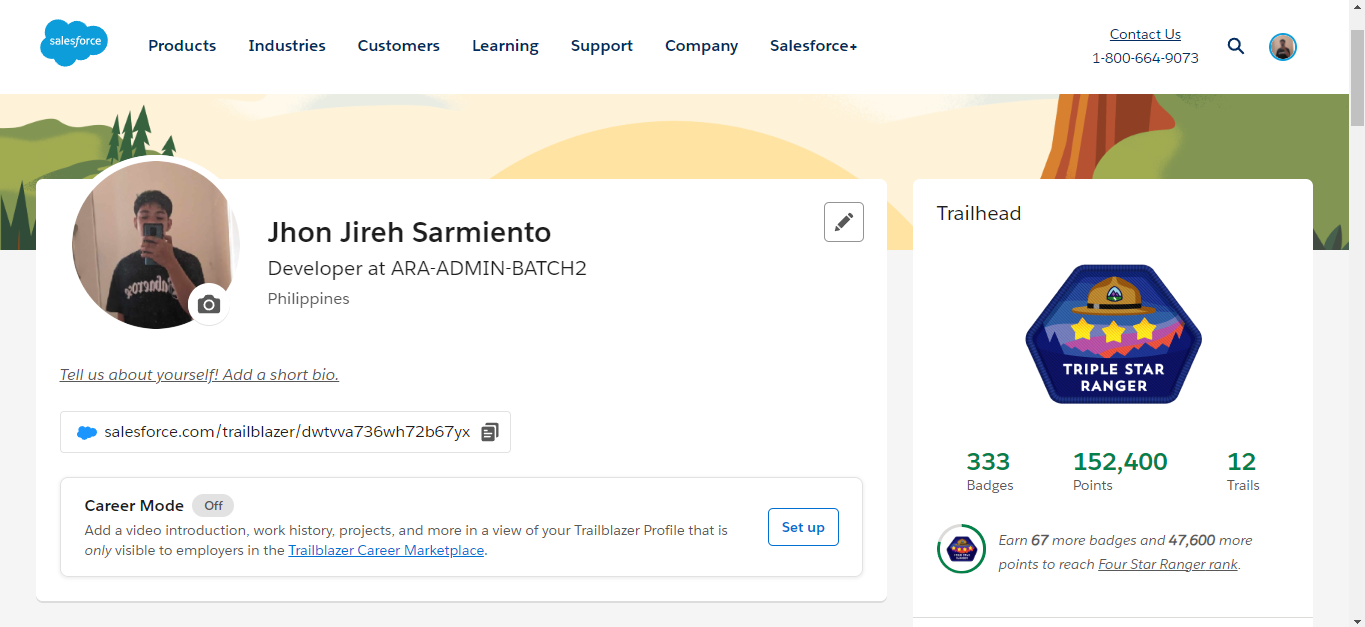 salesforce
Products Industries Customers Learning Support Company Salesforce+
Contact Us
1-800-664-9073
Jhon Jireh Sarmiento
Developer at ARA-ADMIN-BATCH2
Philippines
Tell us about yourself! Add a short bio.
salesforce.com/trailblazer/dwtvva736wh72b67yx
Career Mode Off
Add a video introduction, work history, projects, and more in a view of your Trailblazer Profile that is
only visible to employers in the Trailblazer Career Marketplace.
Set up
Trailhead
TRIPLE STAR
RANGER
333 152,400 12
Badges Points Trails
Earn 67 more badges and 47,600 more
points to reach Four Star Ranger rank.